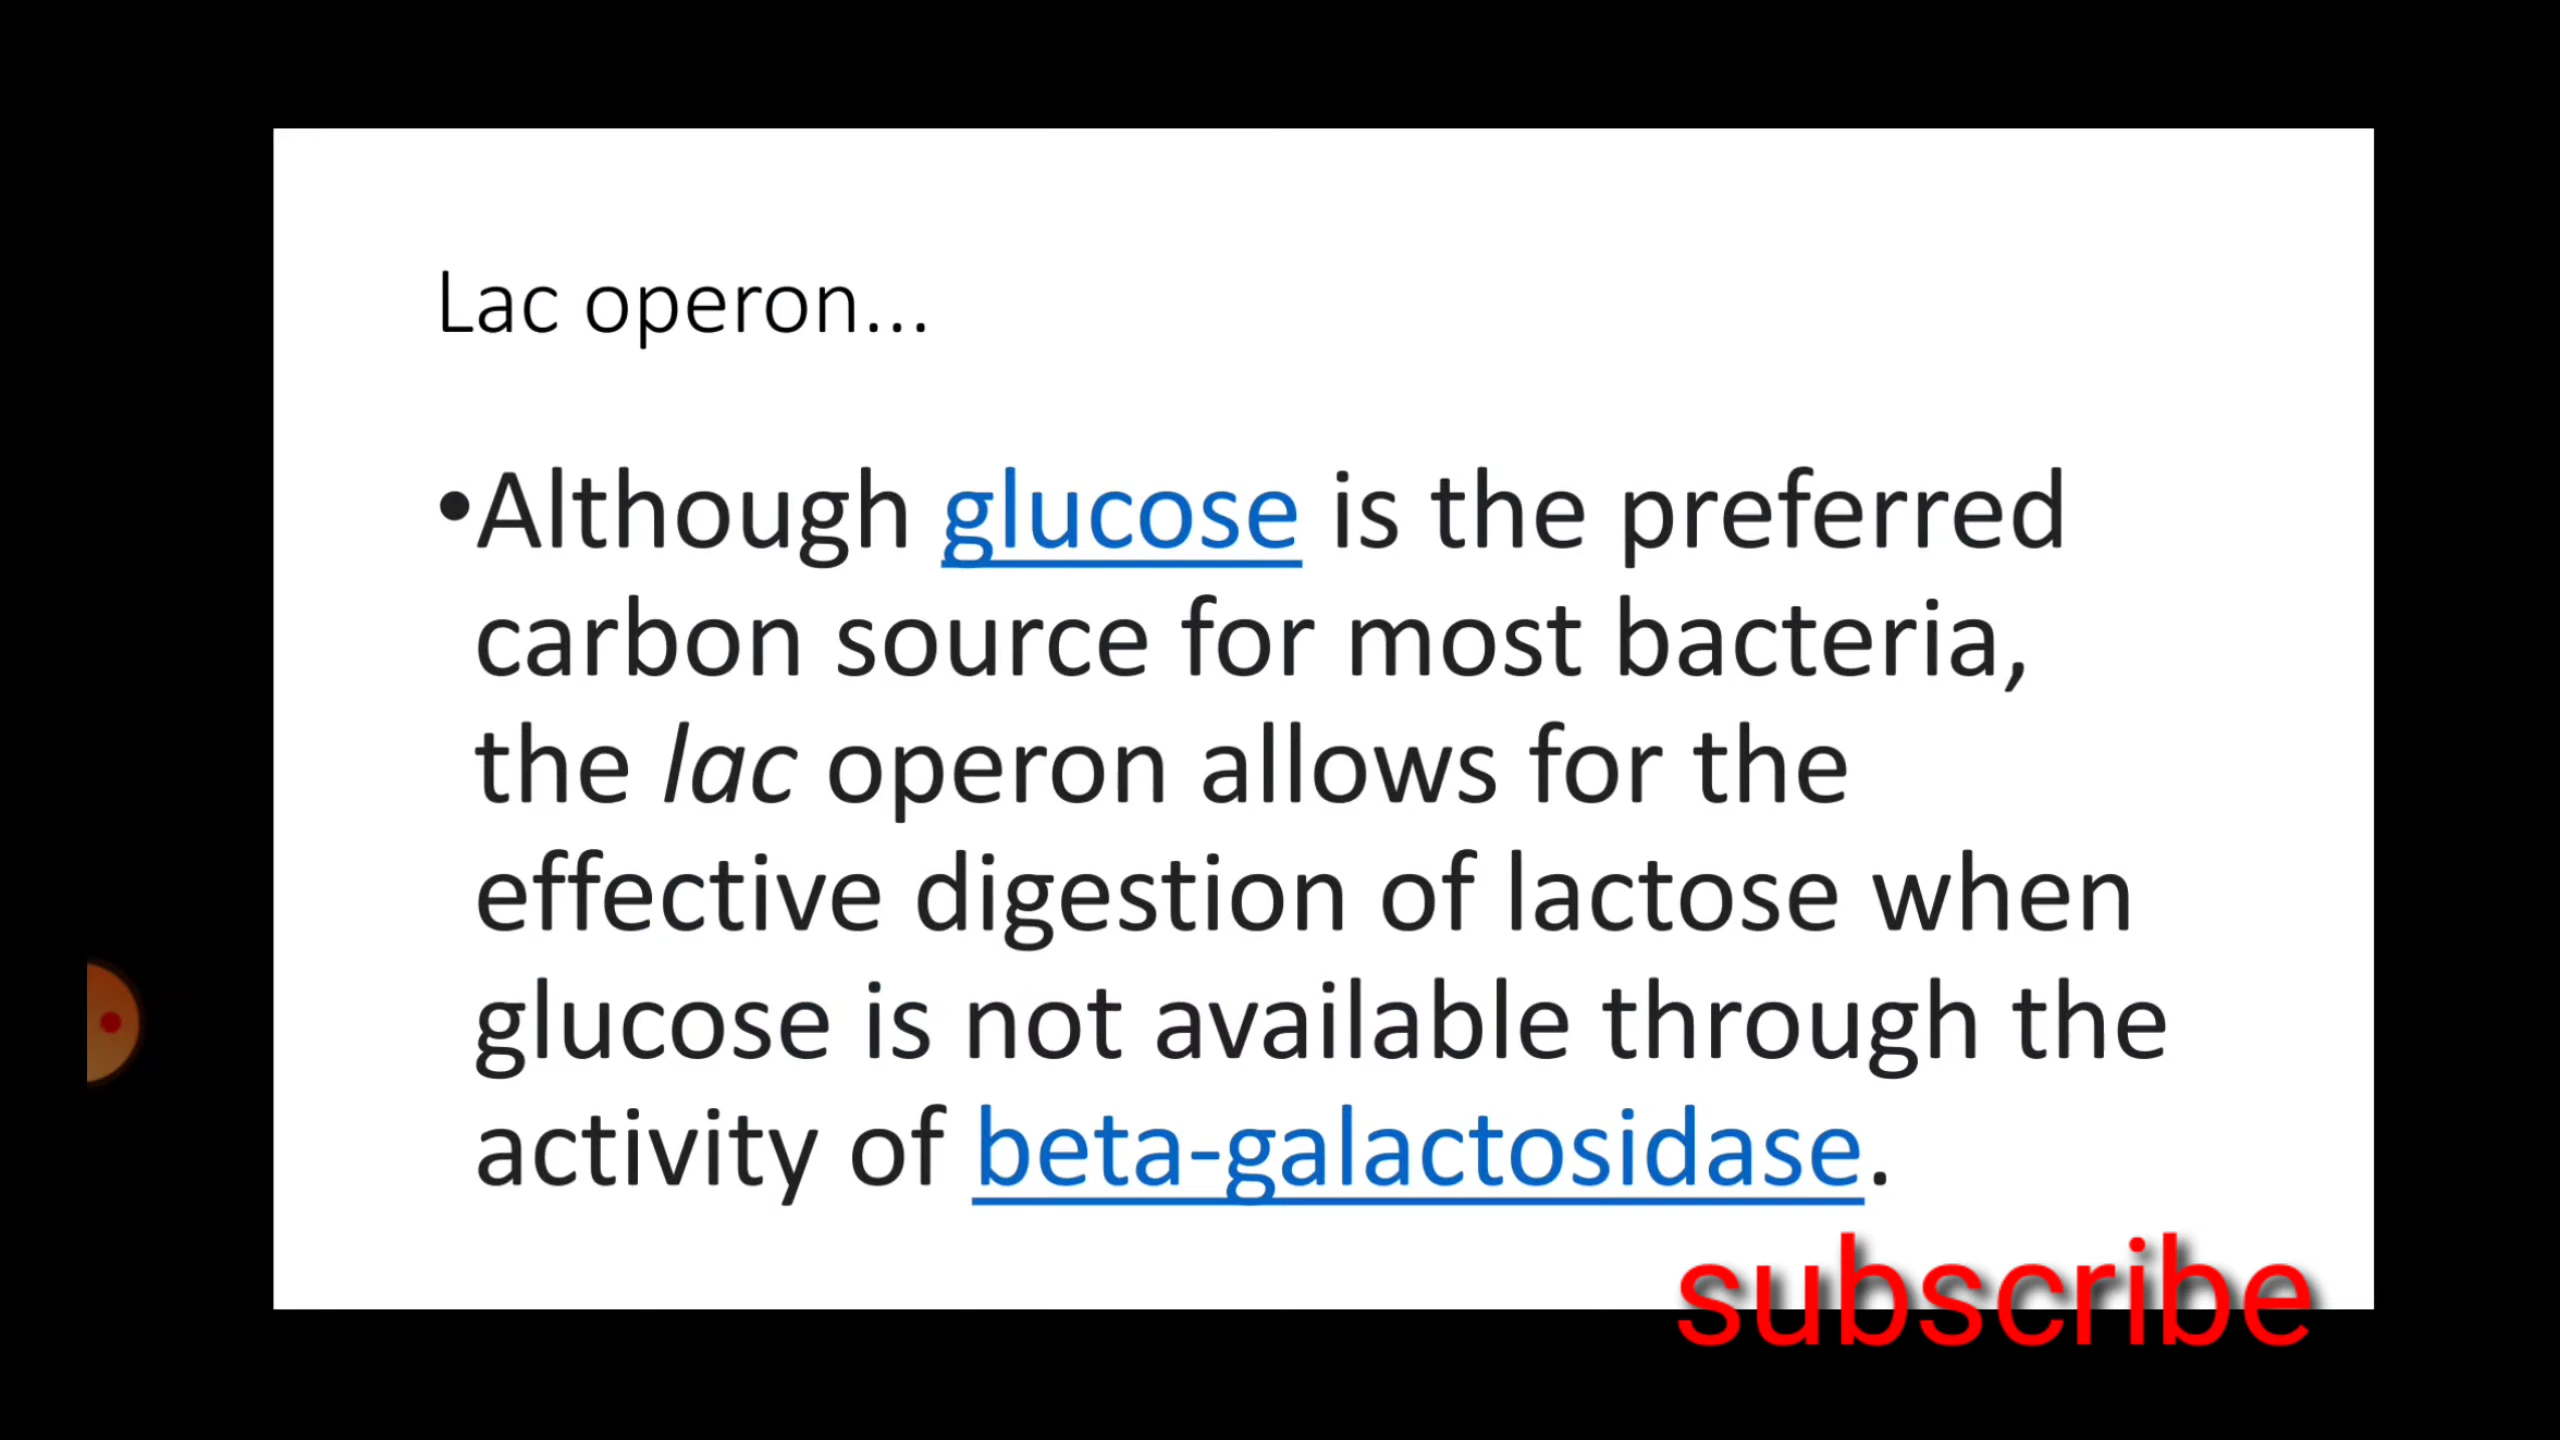 Lac operon...
•Although glucose is the preferred
carbon source for most bacteria,
the lac operon allows for the
effective digestion of lactose when
glucose is not available through the
activity of beta-galactosidase.
subscribe